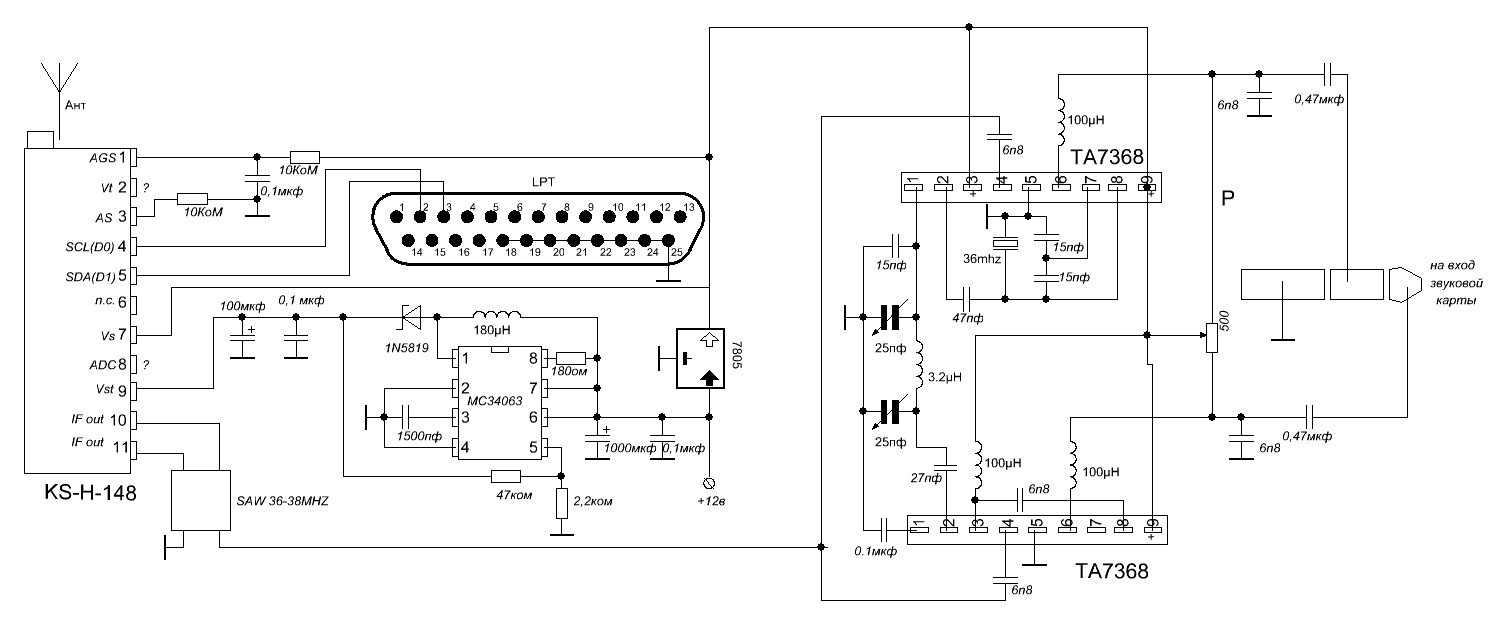 Ант
AGS 1
Vt 2 ?
AS 3
SCL(D0) 4
SDA(D1) 5
n.c. 6
Vs 7
ADC 8 ?
Vst 9
IF out 10
IF out 11
KS-H-148
SAW 36-38MHZ
10КоМ
0,1мкф
10КоМ
LPT
1 2 3 4 5 6 7 8 9 10 11 12 13
14 15 16 17 18 19 20 21 22 23 24 25
100мкф
+
0,1 мкф
1N5819
180µH
1 8
2 7
3 6
4 5
MC34063
180ом
1500пф
+
1000мкф
0,1мкф
47ком
2,2ком
7805
+12в
6n8
100µH
TA7368
1 2 3 4 5 6 7 8 9
+ +
15пф
36mhz
15пф
15пф
47пф
25пф
3.2µH
25пф
27пф
0.1мкф
100µH
6n8
100µH
1 2 3 4 5 6 7 8 9
+
TA7368
6n8
6n8
0,47мкф
P
500
6n8
0,47мкф
на вход
звуковой
карты